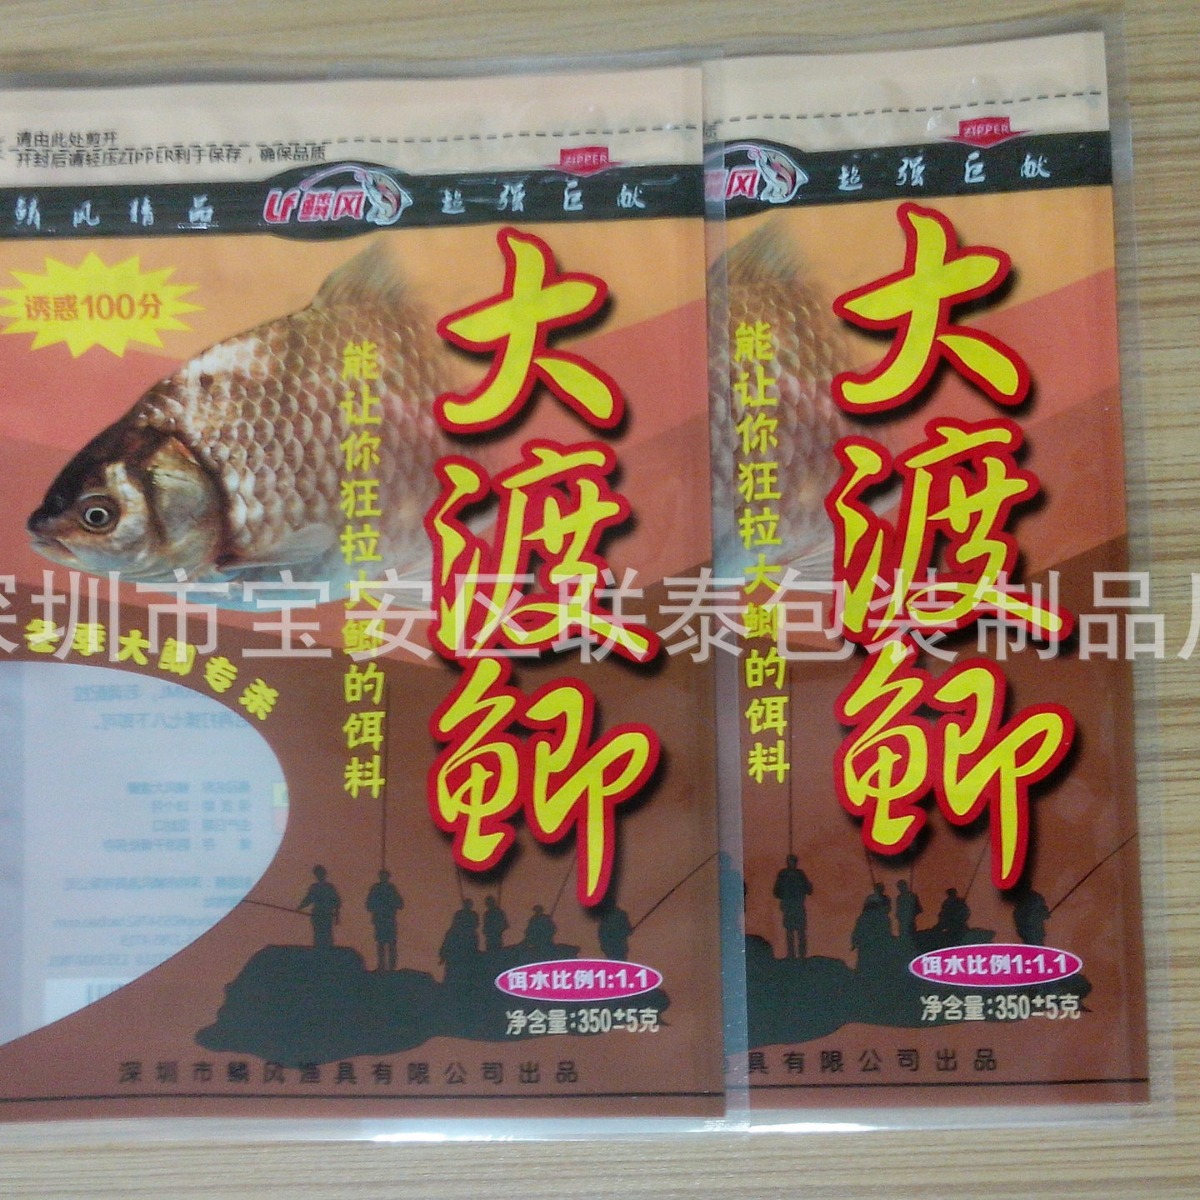 请由此处剪开
开封后请轻压ZIPPER利于保存，确保品质
ZIPPER
鳞风精品
LF鳞风
超强巨献
诱惑100分
能让你狂拉大鲫的饵料
大渡鲫
冬季大鲫专杀
饵水比例1:1.1
净含量:350±5克
深圳市鳞风渔具有限公司出品
质
ZIPPER
风
超强巨献
能让你狂拉大鲫的饵料
大渡鲫
饵水比例1:1.1
净含量:350±5克
具有限公司出品
深圳市宝安区联泰包装制品厂